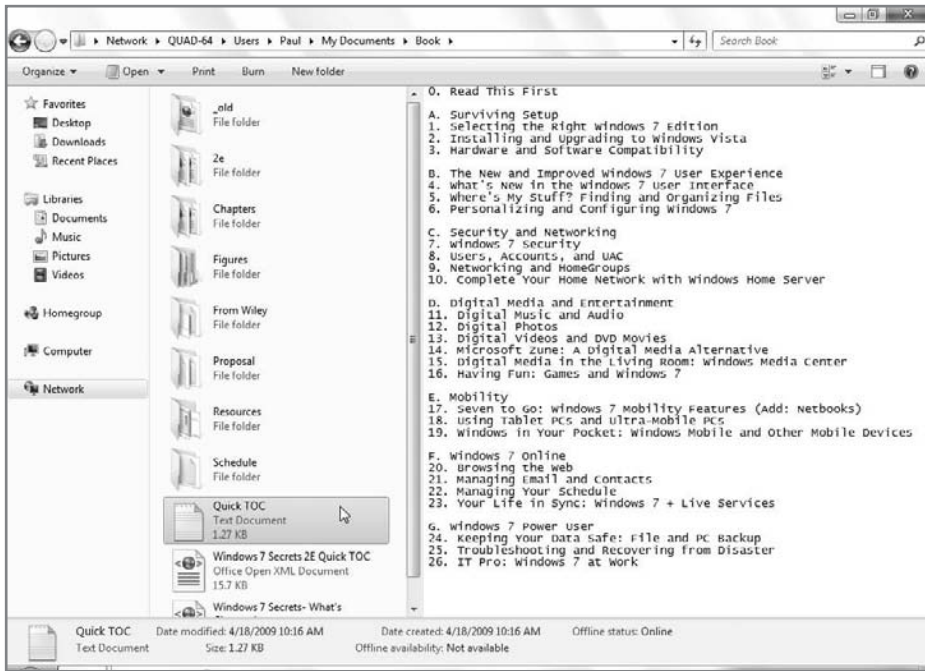 Network ▸ QUAD-64 ▸ Users ▸ Paul ▸ My Documents ▸ Book ▸
Search Book
Organize Open Print Burn New folder
Favorites
Desktop
Downloads
Recent Places
Libraries
Documents
Music
Pictures
Videos
Homegroup
Computer
Network
_old
File folder
2e
File folder
Chapters
File folder
Figures
File folder
From Wiley
File folder
Proposal
File folder
Resources
File folder
Schedule
File folder
Quick TOC
Text Document
1.27 KB
Windows 7 Secrets 2E Quick TOC
Office Open XML Document
15.7 KB
Windows 7 Secrets- What's
0. Read This First
A. Surviving Setup
1. Selecting the Right Windows 7 Edition
2. Installing and Upgrading to Windows Vista
3. Hardware and Software Compatibility
B. The New and Improved Windows 7 User Experience
4. What's New in the Windows 7 User Interface
5. Where's My Stuff? Finding and Organizing Files
6. Personalizing and Configuring Windows 7
C. Security and Networking
7. Windows 7 Security
8. Users, Accounts, and UAC
9. Networking and HomeGroups
10. Complete Your Home Network with Windows Home Server
D. Digital Media and Entertainment
11. Digital Music and Audio
12. Digital Photos
13. Digital Videos and DVD Movies
14. Microsoft Zune: A Digital Media Alternative
15. Digital Media in the Living Room: Windows Media Center
16. Having Fun: Games and Windows 7
E. Mobility
17. Seven to Go: Windows 7 Mobility Features (Add: Netbooks)
18. Using Tablet PCs and Ultra-Mobile PCs
19. Windows in Your Pocket: Windows Mobile and Other Mobile Devices
F. Windows 7 Online
20. Browsing the Web
21. Managing Email and Contacts
22. Managing Your Schedule
23. Your Life in Sync: Windows 7 + Live Services
G. Windows 7 Power User
24. Keeping Your Data Safe: File and PC Backup
25. Troubleshooting and Recovering from Disaster
26. IT Pro: Windows 7 at Work
Quick TOC Date modified: 4/18/2009 10:16 AM Date created: 4/18/2009 10:16 AM Offline status: Online
Text Document Size: 1.27 KB Offline availability: Not available